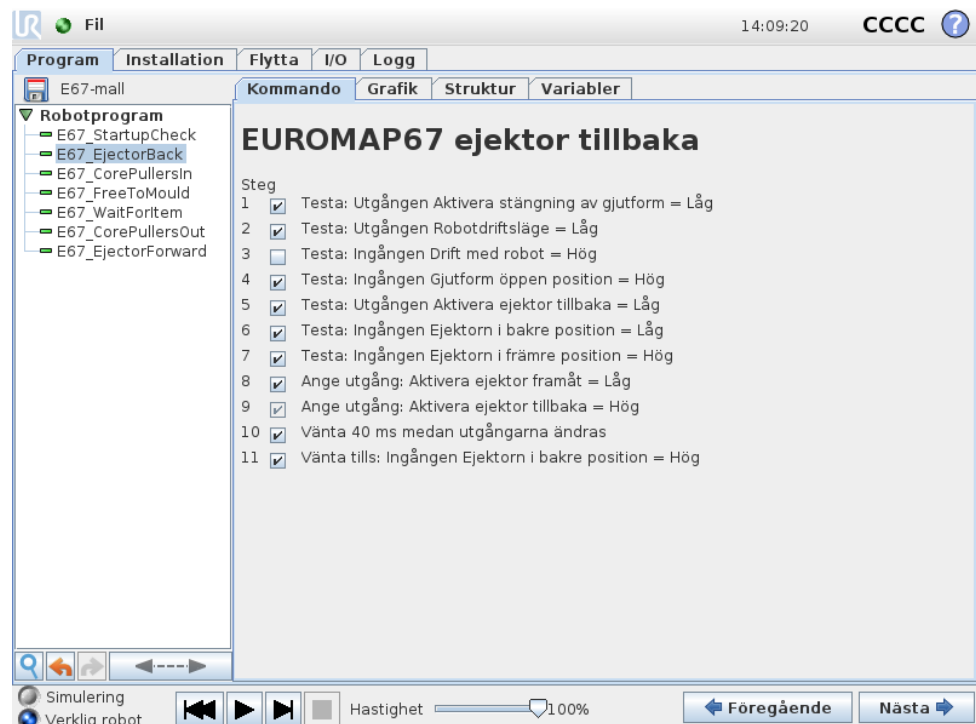 Fil
14:09:20
CCCC
?
Program Installation Flytta I/O Logg
E67-mall
Kommando Grafik Struktur Variabler
Robotprogram
E67_StartupCheck
E67_EjectorBack
E67_CorePullersIn
E67_FreeToMould
E67_WaitForItem
E67_CorePullersOut
E67_EjectorForward
EUROMAP67 ejektor tillbaka
Steg
1 Testa: Utgången Aktivera stängning av gjutform = Låg
2 Testa: Utgången Robotdriftsläge = Låg
3 Testa: Ingången Drift med robot = Hög
4 Testa: Ingången Gjutform öppen position = Hög
5 Testa: Utgången Aktivera ejektor tillbaka = Låg
6 Testa: Ingången Ejektorn i bakre position = Låg
7 Testa: Ingången Ejektorn i främre position = Hög
8 Ange utgång: Aktivera ejektor framåt = Låg
9 Ange utgång: Aktivera ejektor tillbaka = Hög
10 Vänta 40 ms medan utgångarna ändras
11 Vänta tills: Ingången Ejektorn i bakre position = Hög
Simulering
Verklig robot
Hastighet 100%
Föregående
Nästa